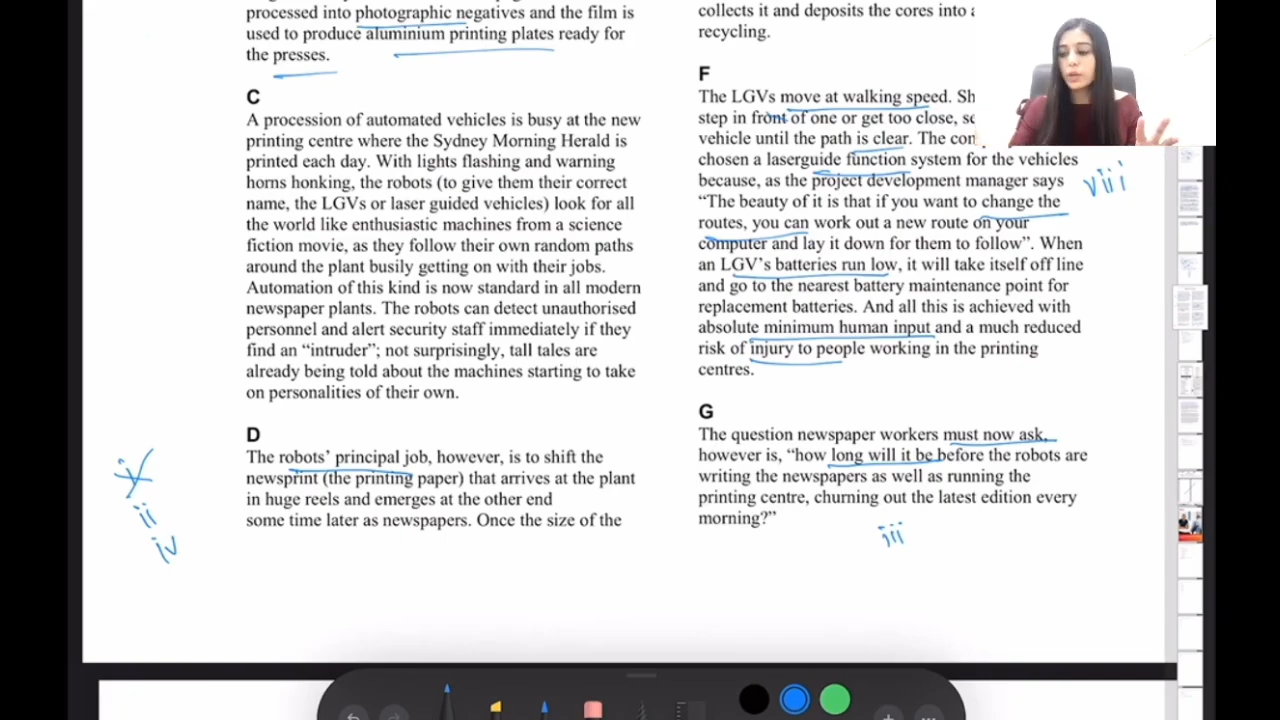 processed into photographic negatives and the film is
used to produce aluminium printing plates ready for
the presses.
C
A procession of automated vehicles is busy at the new
printing centre where the Sydney Morning Herald is
printed each day. With lights flashing and warning
horns honking, the robots (to give them their correct
name, the LGVs or laser guided vehicles) look for all
the world like enthusiastic machines from a science
fiction movie, as they follow their own random paths
around the plant busily getting on with their jobs.
Automation of this kind is now standard in all modern
newspaper plants. The robots can detect unauthorised
personnel and alert security staff immediately if they
find an “intruder”; not surprisingly, tall tales are
already being told about the machines starting to take
on personalities of their own.
D
The robots’ principal job, however, is to shift the
newsprint (the printing paper) that arrives at the plant
in huge reels and emerges at the other end
some time later as newspapers. Once the size of the
ii
iv
collects it and deposits the cores into
recycling.
F
The LGVs move at walking speed.
step in front of one or get too close,
vehicle until the path is clear. The
chosen a laserguide function system for the vehicles
because, as the project development manager says
“The beauty of it is that if you want to change the
routes, you can work out a new route on your
computer and lay it down for them to follow”. When
an LGV’s batteries run low, it will take itself off line
and go to the nearest battery maintenance point for
replacement batteries. And all this is achieved with
absolute minimum human input and a much reduced
risk of injury to people working in the printing
centres.
viii
G
The question newspaper workers must now ask,
however is, “how long will it be before the robots are
writing the newspapers as well as running the
printing centre, churning out the latest edition every
morning?”
iii